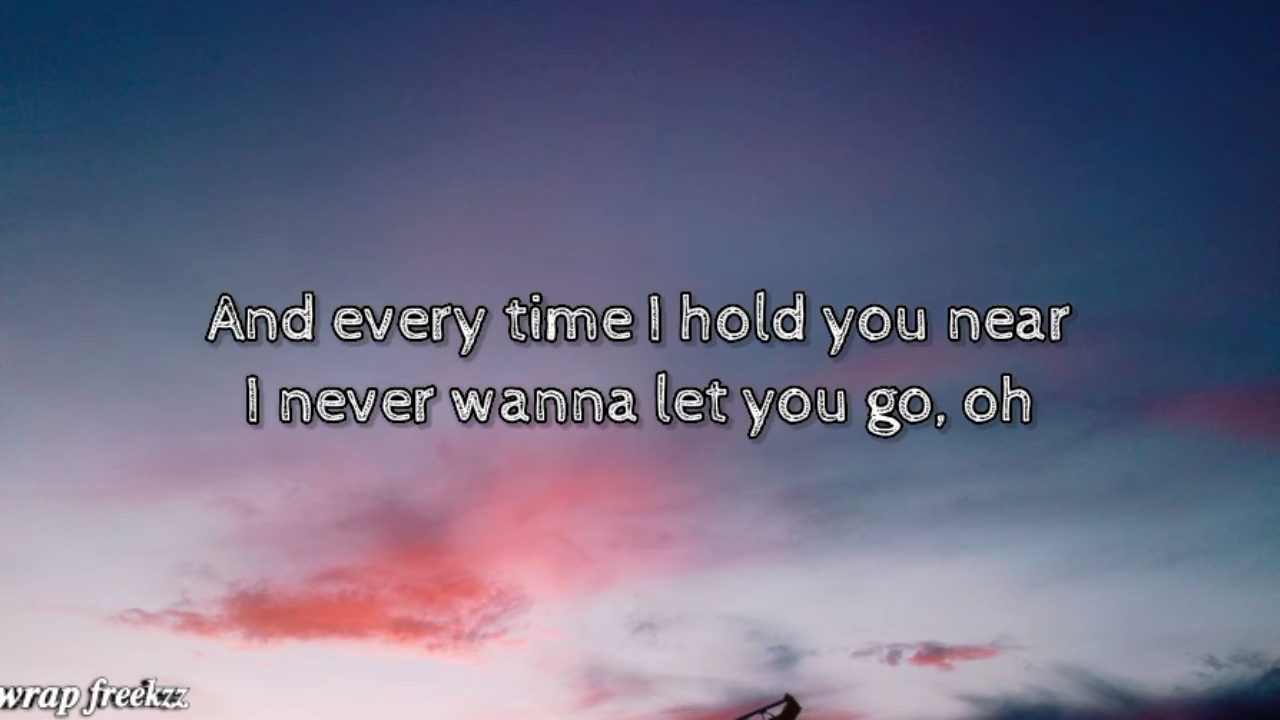 And every time I hold you near
I never wanna let you go, oh
wrap freekzz